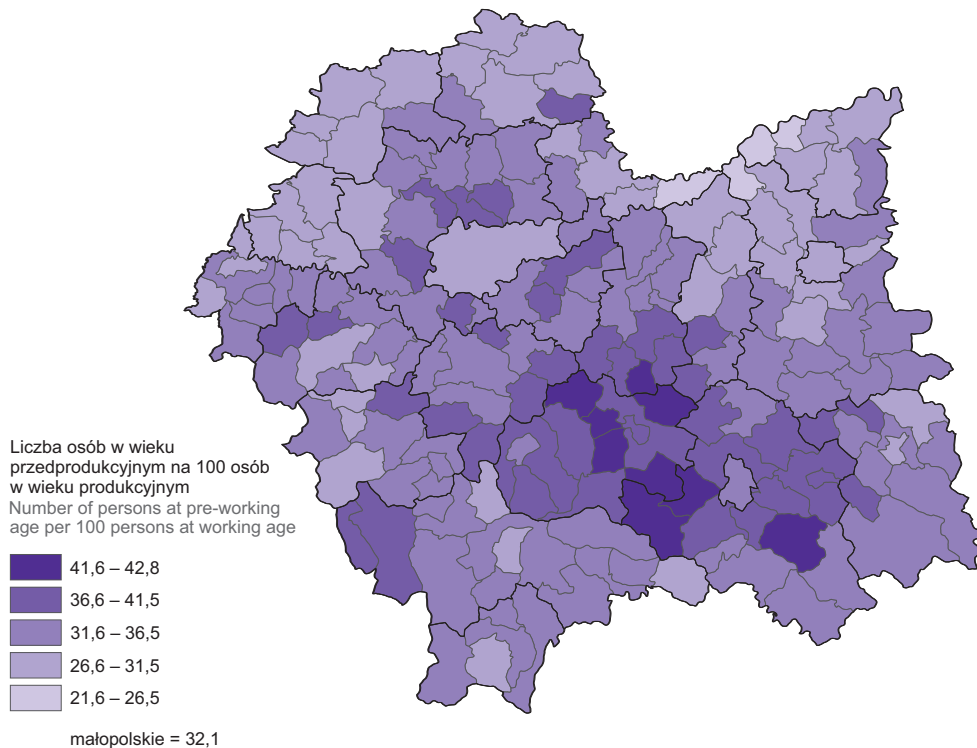 Liczba osób w wieku
przedprodukcyjnym na 100 osób
w wieku produkcyjnym
Number of persons at pre-working
age per 100 persons at working age
41,6 – 42,8
36,6 – 41,5
31,6 – 36,5
26,6 – 31,5
21,6 – 26,5
małopolskie = 32,1